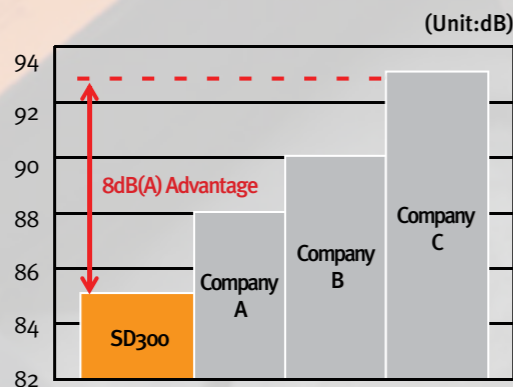 (Unit:dB)
94
92
90
88
86
84
82
8dB(A) Advantage
SD300
Company
A
Company
B
Company
C